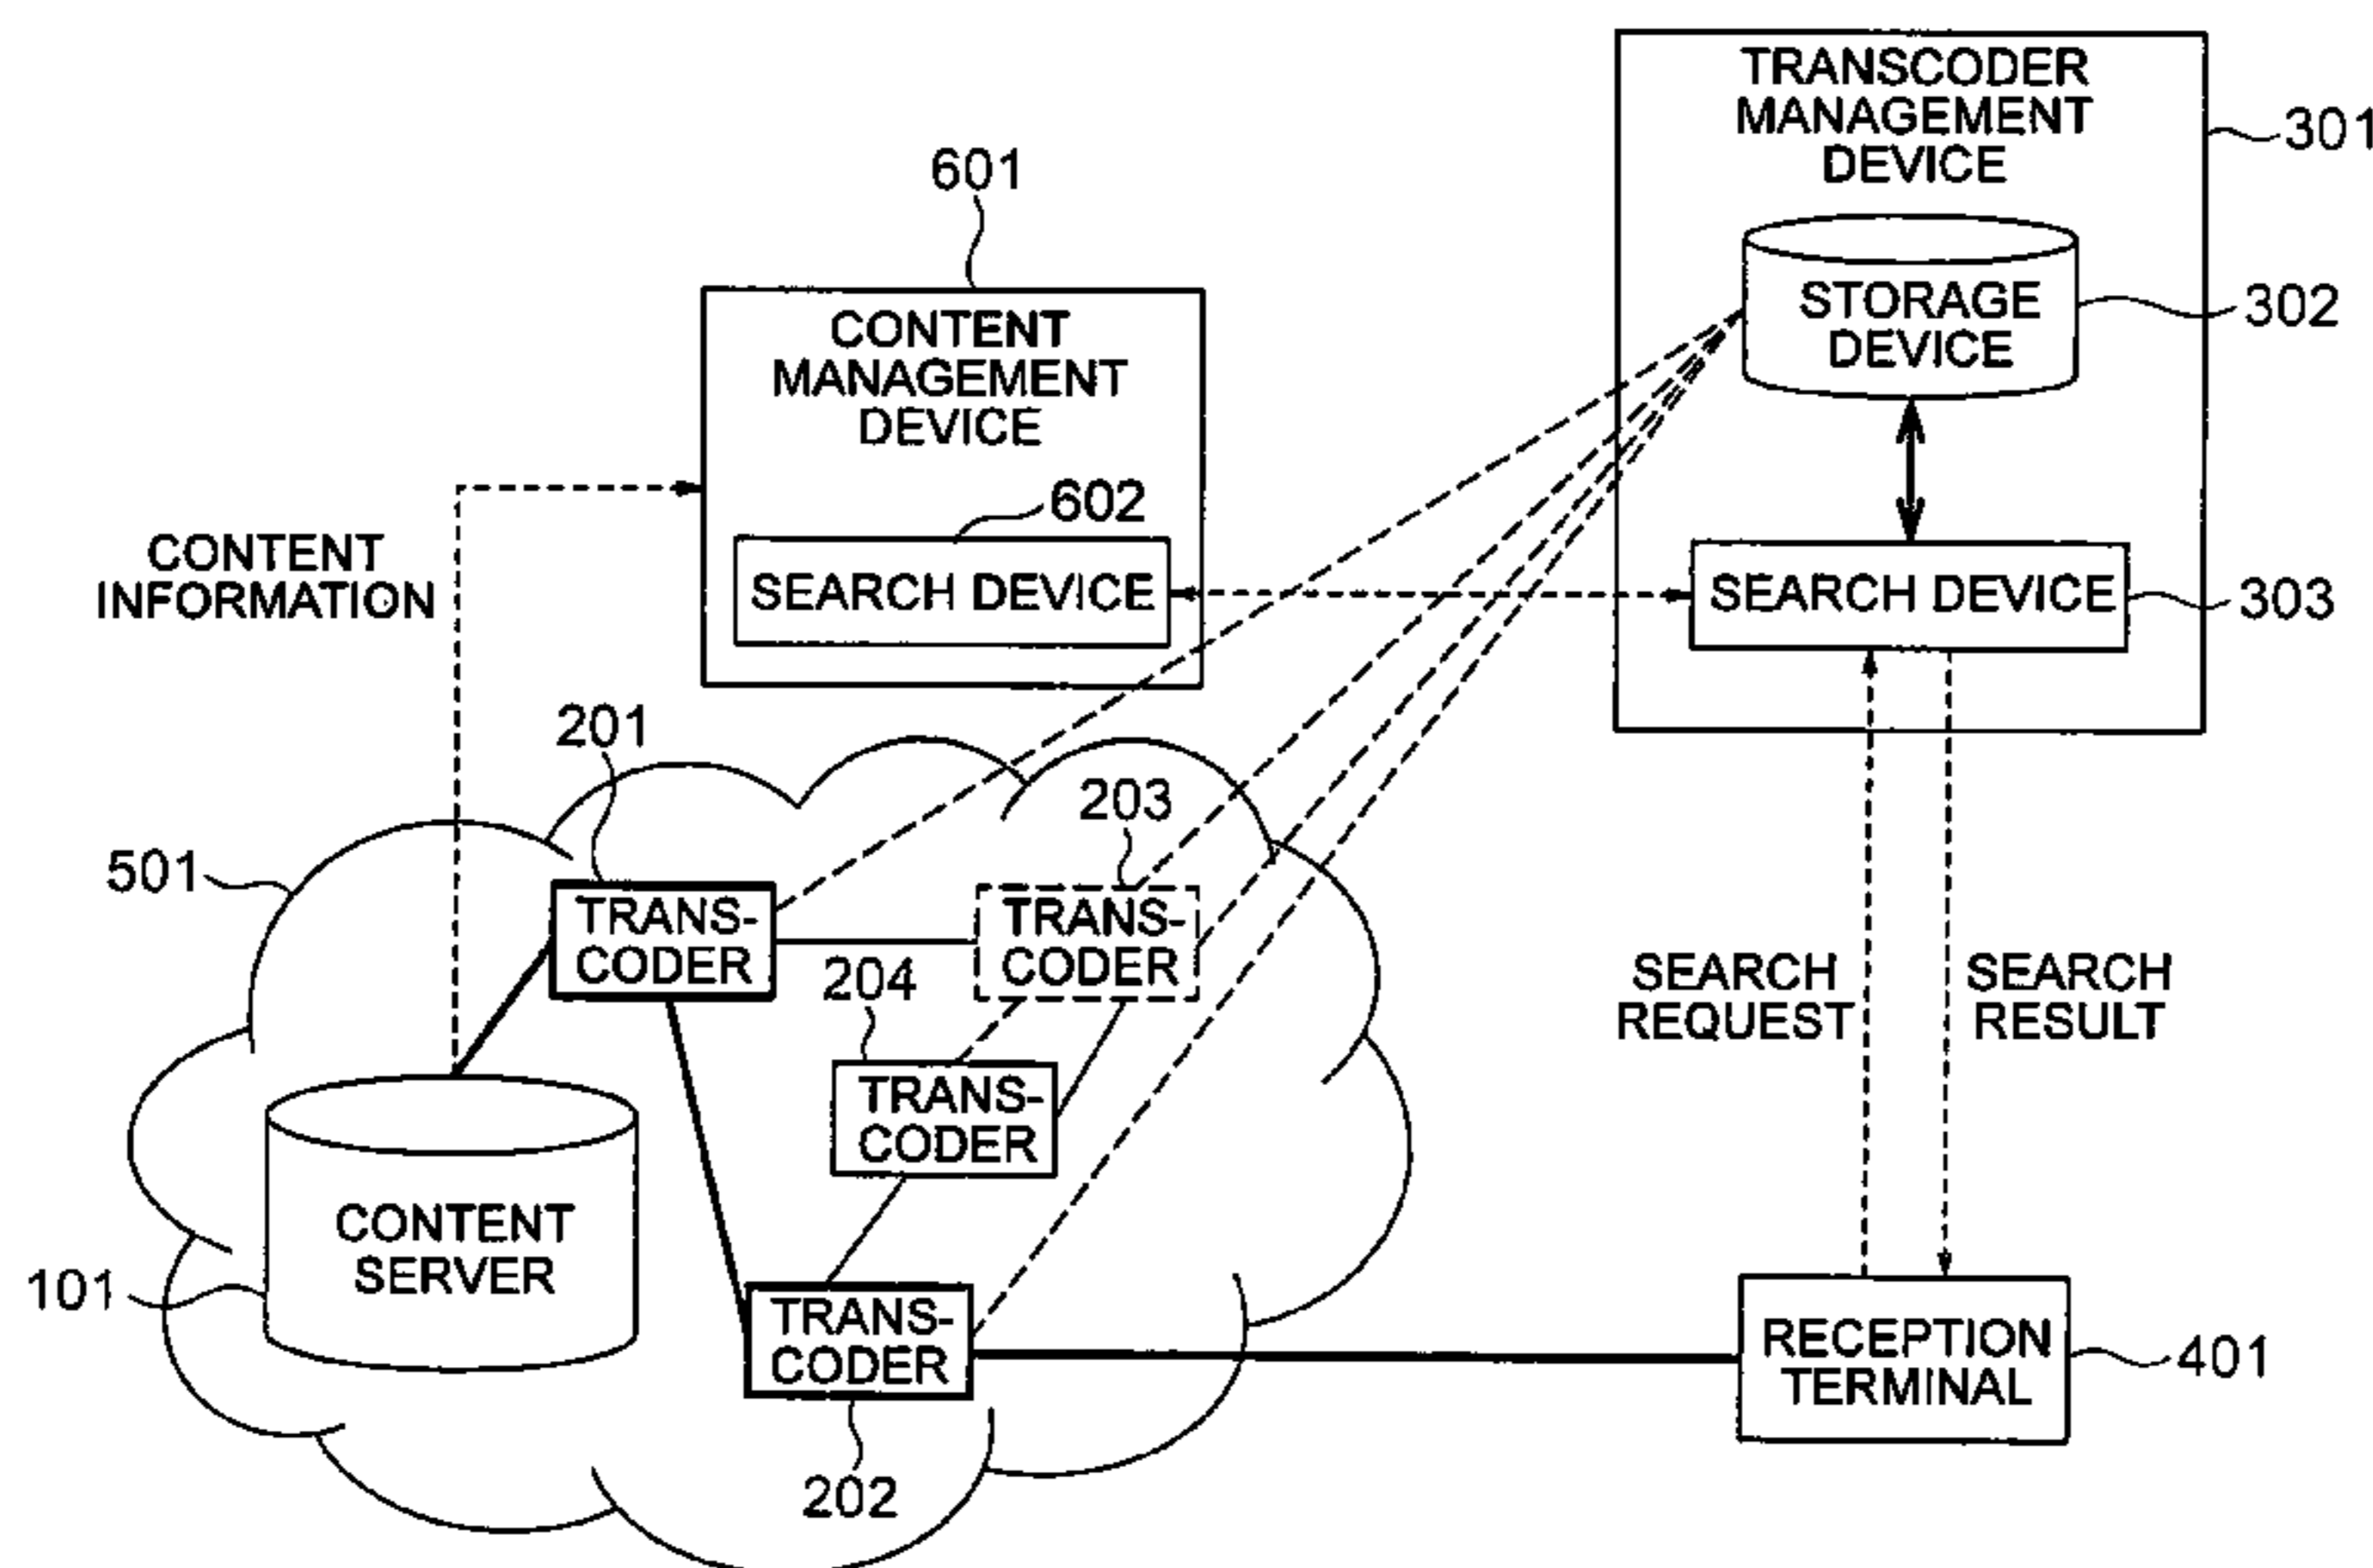 TRANSCODER
MANAGEMENT
DEVICE
301
STORAGE
DEVICE
302
SEARCH DEVICE
303
601
CONTENT
MANAGEMENT
DEVICE
602
SEARCH DEVICE
CONTENT
INFORMATION
201
TRANS-
CODER
203
TRANS-
CODER
501
204
TRANS-
CODER
SEARCH
REQUEST
SEARCH
RESULT
CONTENT
SERVER
101
TRANS-
CODER
202
RECEPTION
TERMINAL
401